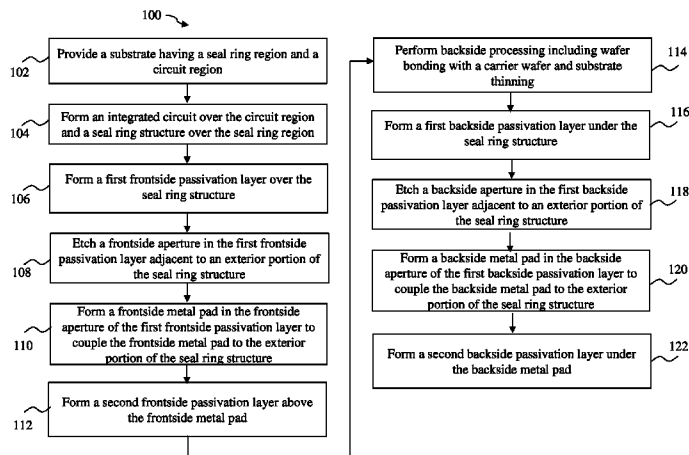 100
Provide a substrate having a seal ring region and a
circuit region
102
Form an integrated circuit over the circuit region
and a seal ring structure over the seal ring region
104
Form a first frontside passivation layer over the
seal ring structure
106
Etch a frontside aperture in the first frontside
passivation layer adjacent to an exterior portion of
the seal ring structure
108
Form a frontside metal pad in the frontside
aperture of the first frontside passivation layer to
couple the frontside metal pad to the exterior
portion of the seal ring structure
110
Form a second frontside passivation layer above
the frontside metal pad
112
Perform backside processing including wafer
bonding with a carrier wafer and substrate
thinning
114
Form a first backside passivation layer under the
seal ring structure
116
Etch a backside aperture in the first backside
passivation layer adjacent to an exterior portion of
the seal ring structure
118
Form a backside metal pad in the backside
aperture of the first backside passivation layer to
couple the backside metal pad to the exterior
portion of the seal ring structure
120
Form a second backside passivation layer under
the backside metal pad
122